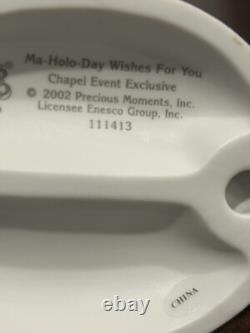 ®
Ma-Holo-Day Wishes For You
Chapel Event Exclusive
© 2002 Precious Moments, Inc.
Licensee Enesco Group, Inc.
111413
CHINA